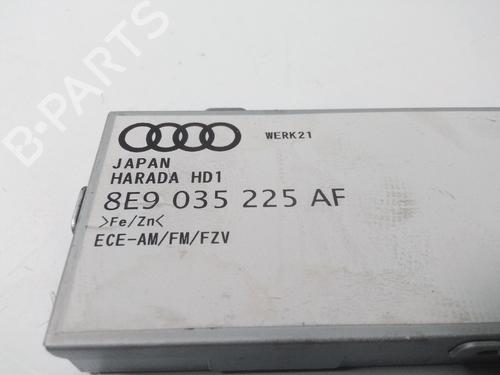 WERK21
JAPAN
HARADA HD1
8E9 035 225 AF
>Fe/Zn<
ECE-AM/FM/FZV
B-PARTS